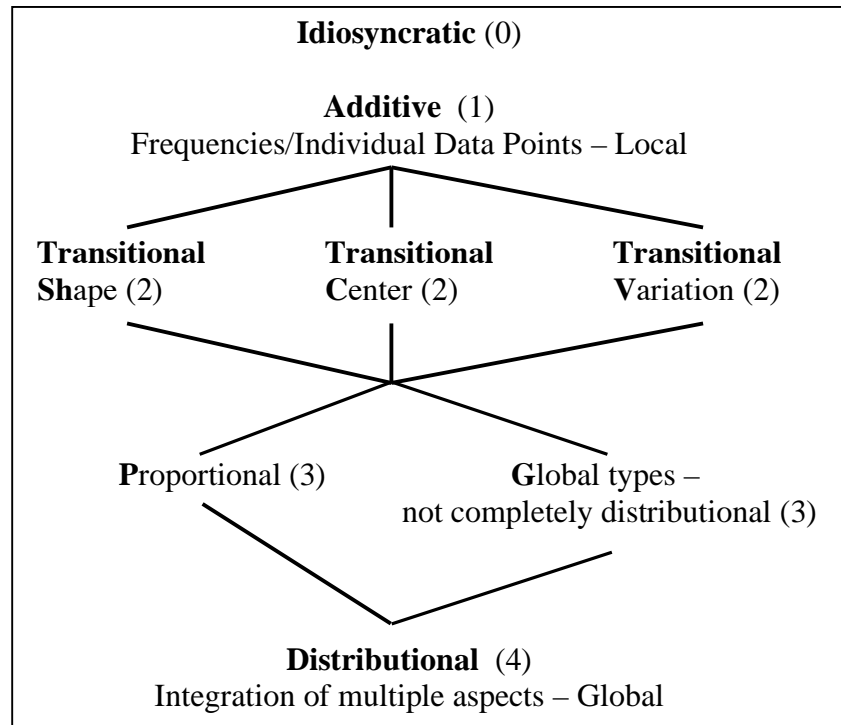 Idiosyncratic (0)
Additive (1)
Frequencies/Individual Data Points – Local
Transitional
Shape (2)
Transitional
Center (2)
Transitional
Variation (2)
Proportional (3)
Global types –
not completely distributional (3)
Distributional (4)
Integration of multiple aspects – Global